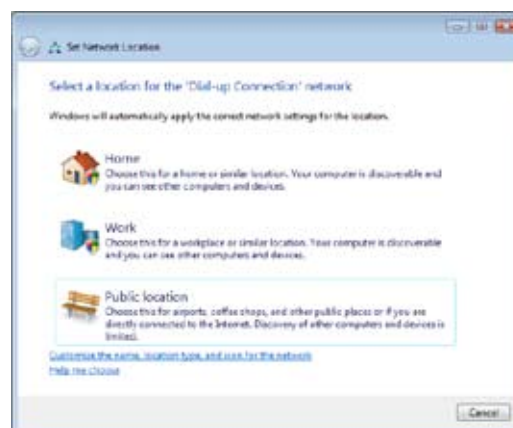 Set Network Location
Select a location for the 'Dial-up Connection' network
Windows will automatically apply the correct network settings for the location.
Home
Choose this for a home or similar location. Your computer is discoverable and
you can see other computers and devices.
Work
Choose this for a workplace or similar location. Your computer is discoverable
and you can see other computers and devices.
Public location
Choose this for airports, coffee shops, and other public places or if you are
directly connected to the Internet. Discovery of other computers and devices is
limited.
Customize the name, location type, and icon for the network
Help me choose
Cancel